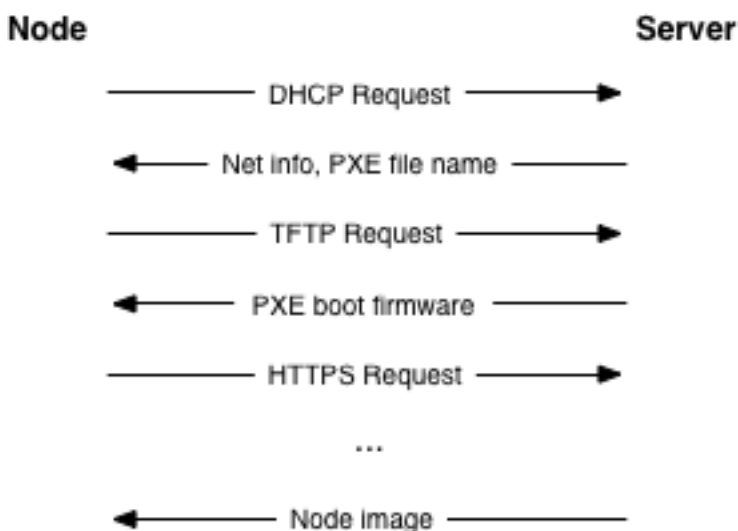 Node Server
DHCP Request
Net info, PXE file name
TFTP Request
PXE boot firmware
HTTPS Request
...
Node image